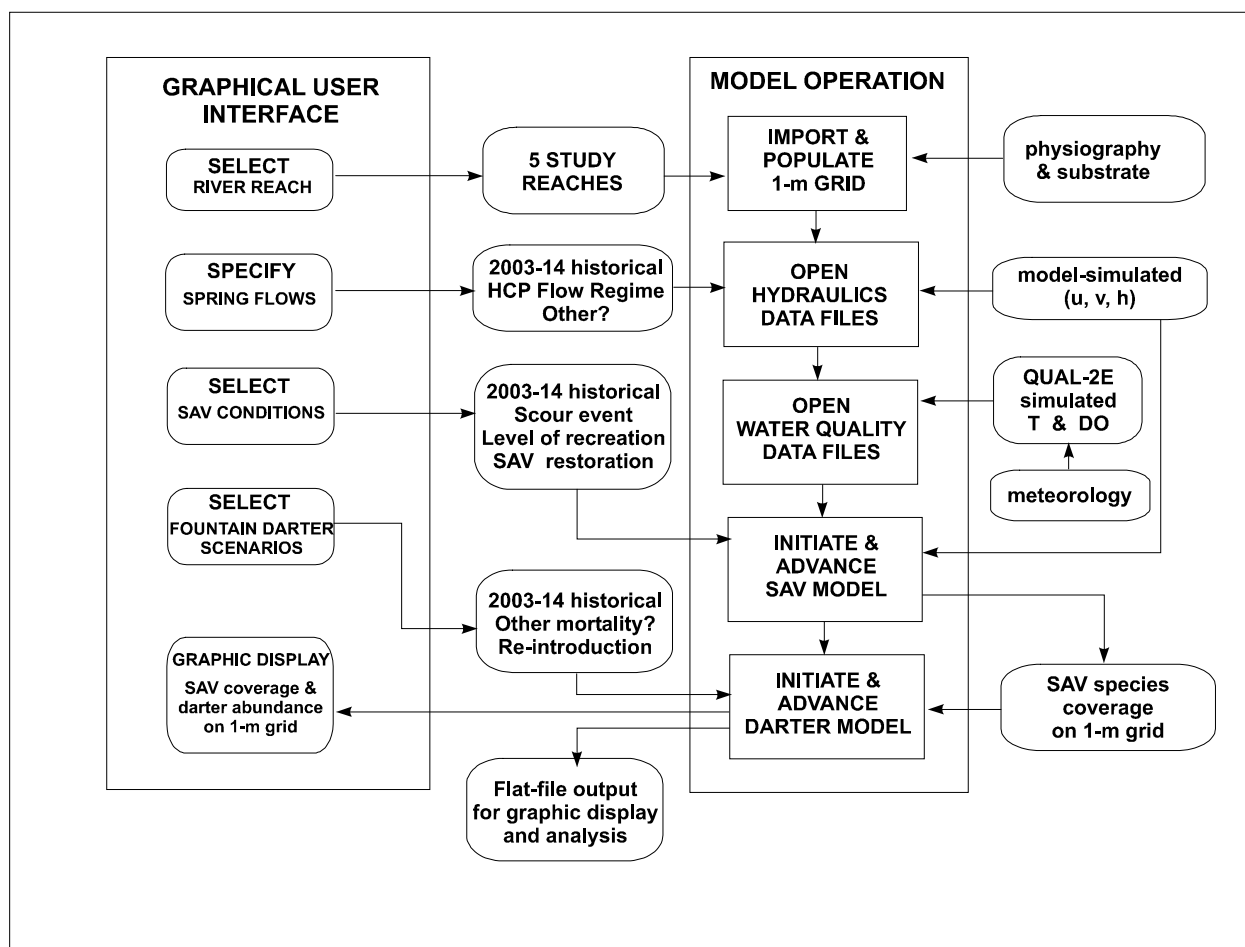 GRAPHICAL USER
INTERFACE
SELECT
RIVER REACH
SPECIFY
SPRING FLOWS
SELECT
SAV CONDITIONS
SELECT
FOUNTAIN DARTER
SCENARIOS
GRAPHIC DISPLAY
SAV coverage &
darter abundance
on 1-m grid
5 STUDY
REACHES
2003-14 historical
HCP Flow Regime
Other?
2003-14 historical
Scour event
Level of recreation
SAV restoration
2003-14 historical
Other mortality?
Re-introduction
Flat-file output
for graphic display
and analysis
MODEL OPERATION
IMPORT &
POPULATE
1-m GRID
OPEN
HYDRAULICS
DATA FILES
OPEN
WATER QUALITY
DATA FILES
INITIATE &
ADVANCE
SAV MODEL
INITIATE &
ADVANCE
DARTER MODEL
physiography
& substrate
model-simulated
(u, v, h)
QUAL-2E
simulated
T & DO
meteorology
SAV species
coverage
on 1-m grid